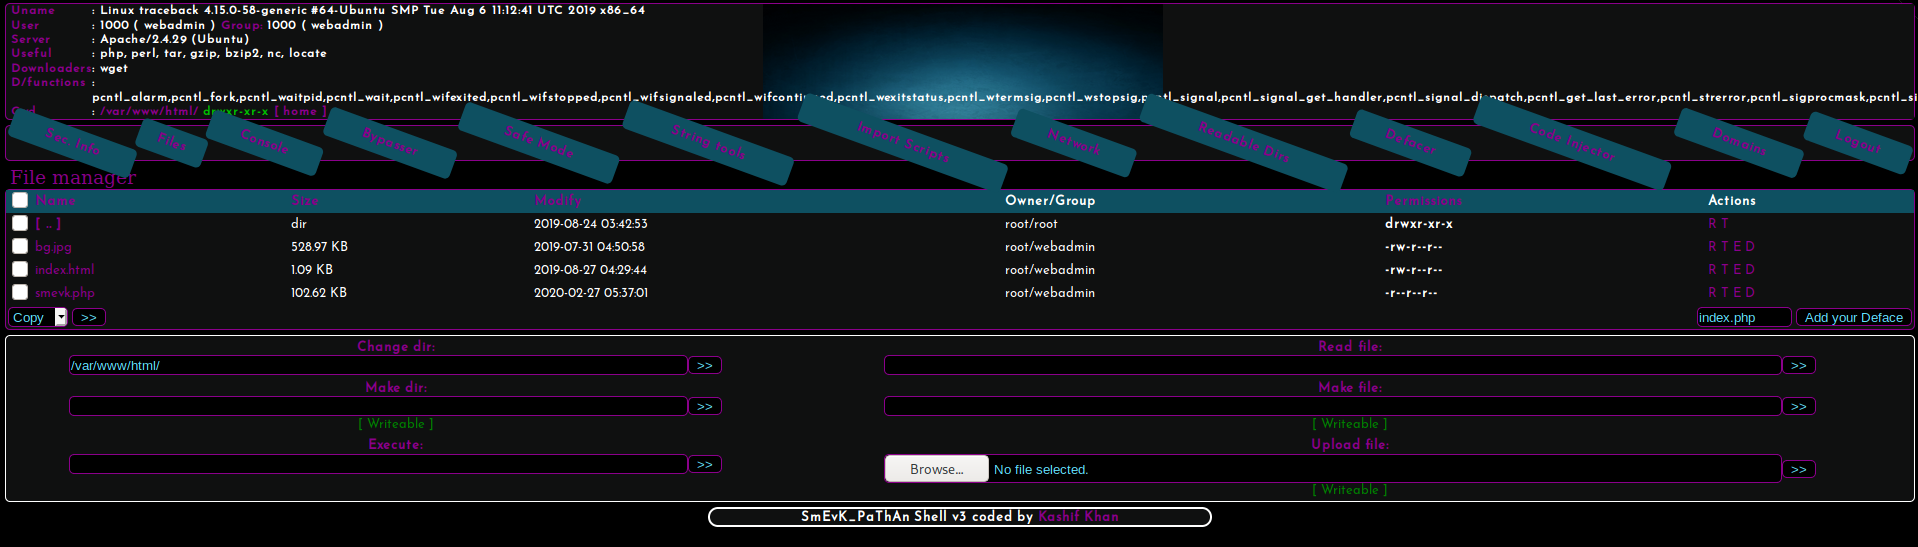 Uname : Linux traceback 4.15.0-58-generic #64-Ubuntu SMP Tue Aug 6 11:12:41 UTC 2019 x86_64
User : 1000 ( webadmin ) Group: 1000 ( webadmin )
Server : Apache/2.4.29 (Ubuntu)
Useful : php, perl, tar, gzip, bzip2, nc, locate
Downloaders: wget
D/functions :
pcntl_alarm,pcntl_fork,pcntl_waitpid,pcntl_wait,pcntl_wifexited,pcntl_wifstopped,pcntl_wifsignaled,pcntl_wifcontinued,pcntl_wexitstatus,pcntl_wtermsig,pcntl_wstopsig,pcntl_signal,pcntl_signal_get_handler,pcntl_signal_dispatch,pcntl_get_last_error,pcntl_strerror,pcntl_sigprocmask,pcntl_si
Cwd : /var/www/html/ drwxr-xr-x [ home ]
Sec. Info Files Console Bypasser Safe Mode String tools Import Scripts Network Readable Dirs Defacer Code Injector Domains Logout
File manager
Name Size Modify Owner/Group Permissions Actions
[ .. ] dir 2019-08-24 03:42:53 root/root drwxr-xr-x R T
bg.jpg 528.97 KB 2019-07-31 04:50:58 root/webadmin -rw-r--r-- R T E D
index.html 1.09 KB 2019-08-27 04:29:44 root/webadmin -rw-r--r-- R T E D
smevk.php 102.62 KB 2020-02-27 05:37:01 root/webadmin -r--r--r-- R T E D
Copy >> index.php Add your Deface
Change dir: Read file:
/var/www/html/ >> >>
Make dir: Make file:
>> >>
[ Writeable ] [ Writeable ]
Execute: Upload file:
>> Browse... No file selected. >>
[ Writeable ]
SmEvK_PaThAn Shell v3 coded by Kashif Khan